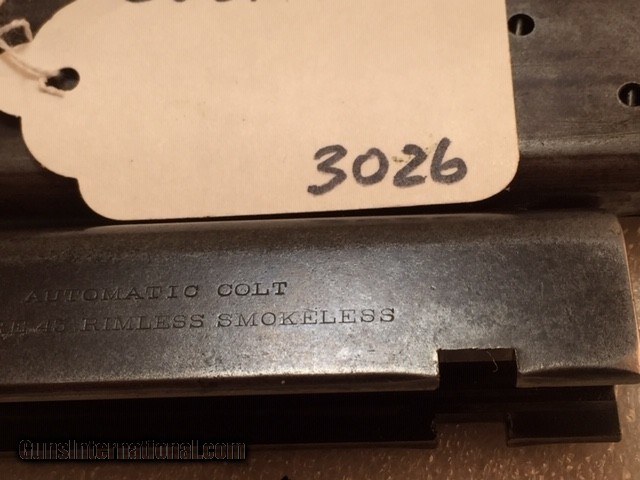 3026
AUTOMATIC COLT
.45 RIMLESS SMOKELESS
GunsInternational.com